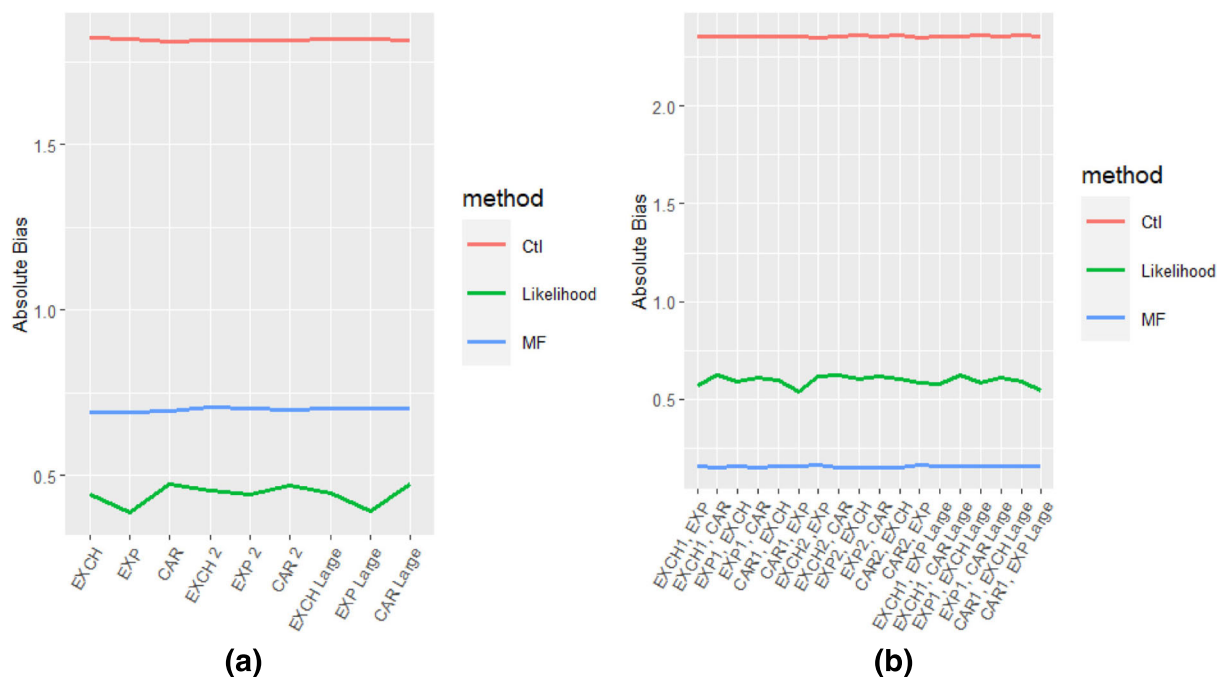 Absolute Bias
1.5
1.0
0.5
EXCH
EXP
CAR
EXCH 2
EXP 2
CAR 2
EXCH Large
EXP Large
CAR Large
method
Ctl
Likelihood
MF
(a)
Absolute Bias
2.0
1.5
1.0
0.5
EXCH1, EXP
EXCH1, CAR
EXP1, EXCH
EXP1, CAR
CAR1, EXCH
CAR1, EXP
EXCH2, EXP
EXCH2, CAR
EXP2, EXCH
EXP2, CAR
CAR2, EXCH
CAR2, EXP
EXCH1, EXP Large
EXCH1, CAR Large
EXP1, EXCH Large
EXP1, CAR Large
CAR1, EXCH Large
CAR1, EXP Large
method
Ctl
Likelihood
MF
(b)